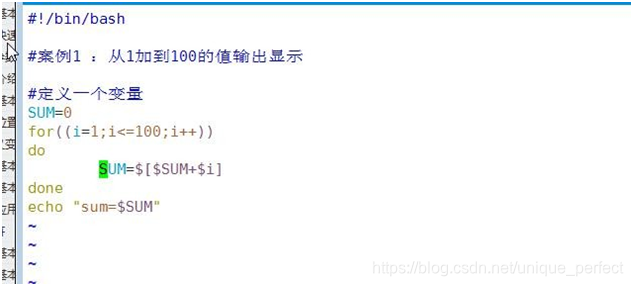 #!/bin/bash
#案例1 : 从1加到100的值输出显示
#定义一个变量
SUM=0
for((i=1;i<=100;i++))
do
SUM=$[$SUM+$i]
done
echo "sum=$SUM"
~
~
~
~
https://blog.csdn.net/unique_perfect